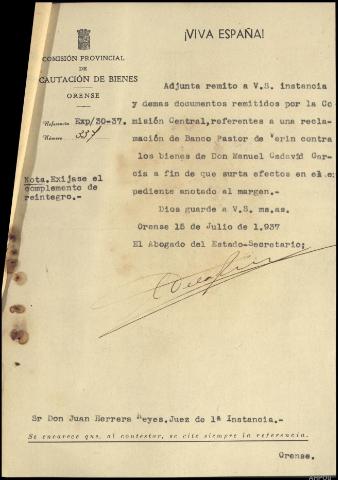 ¡VIVA ESPAÑA!
COMISIÓN PROVINCIAL
DE
CAUTACIÓN DE BIENES
ORENSE
Referencia Exp/30-37.
Número 337
Nota. Exijase el
complemento de
reintegro.-
Adjunta remito a V.S. instancia
y demas documentos remitidos por la Co
misión Central, referentes a una recla-
mación de Banco Pastor de Verin contra
los bienes de Don Manuel Cadavid Gar-
cia a fin de que surta efectos en el ex
pediente anotado al margen.-
Dios guarde a V.S. ms.as.
Orense 15 de Julio de 1.937
El Abogado del Estado-Secretario;
Sr Don Juan Herrera Reyes. Juez de 1ª Instancia.-
Se encarece que, al contestar, se cite siempre la referencia.
Orense.-